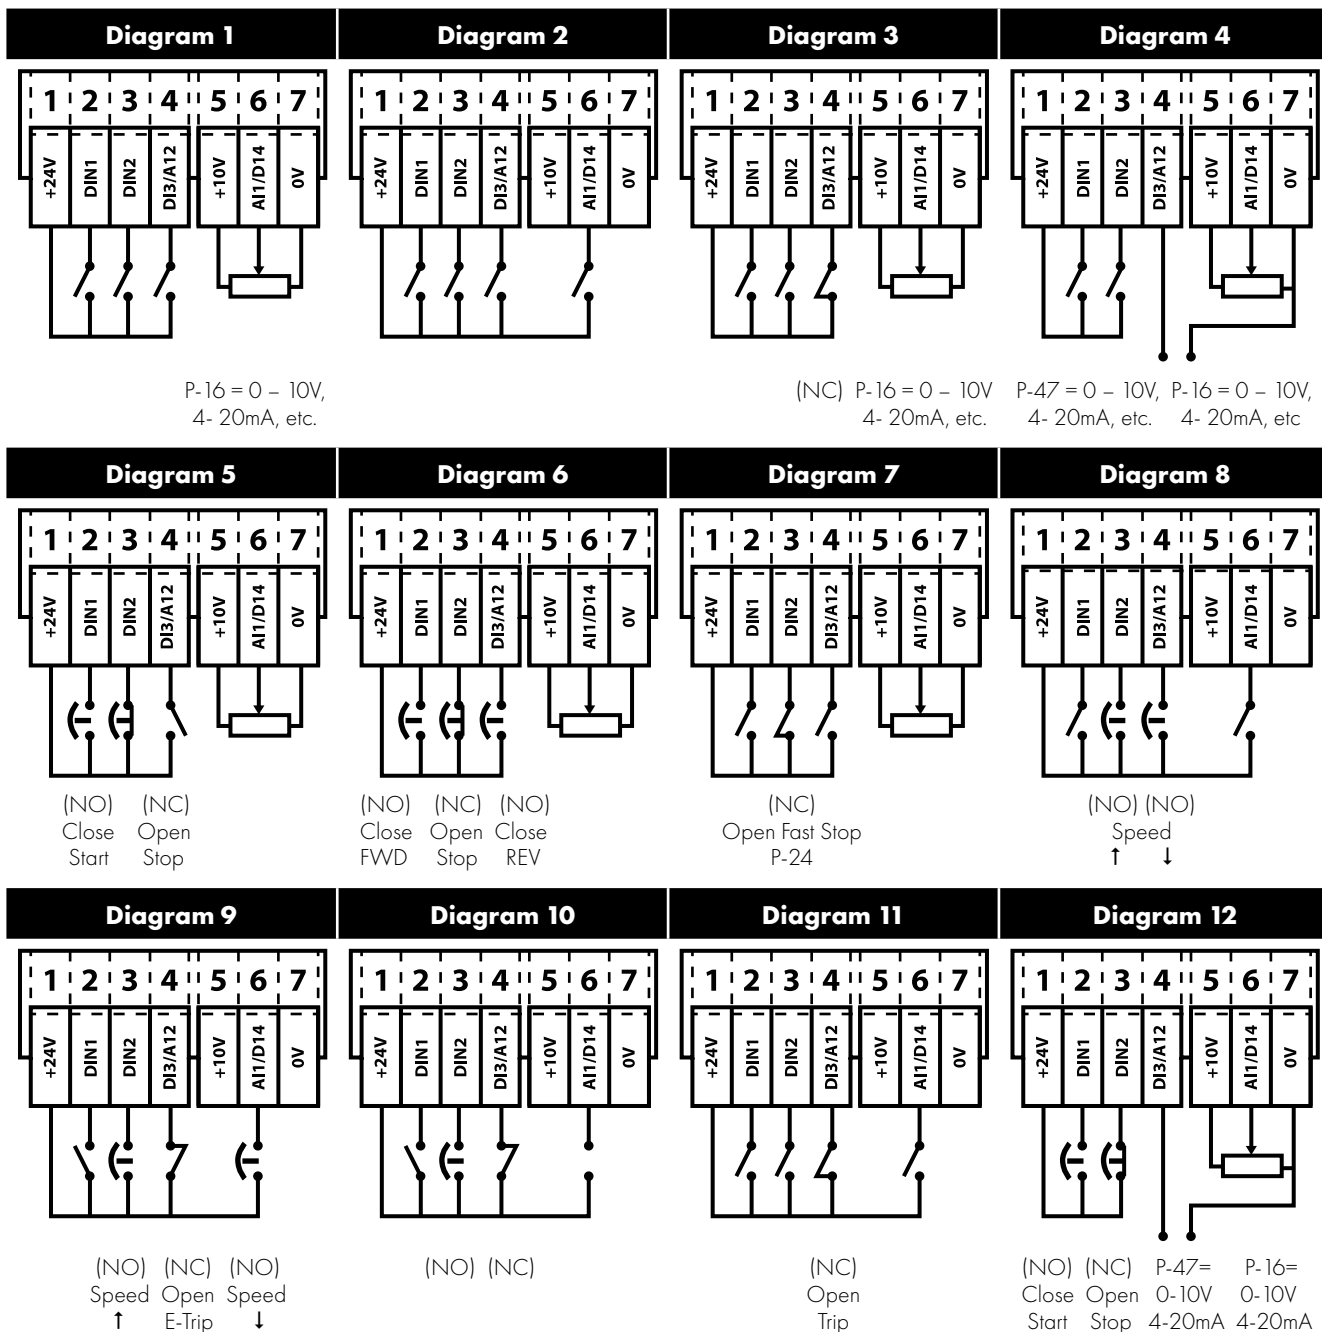 Diagram 1 Diagram 2 Diagram 3 Diagram 4
1 2 3 4 5 6 7 1 2 3 4 5 6 7 1 2 3 4 5 6 7 1 2 3 4 5 6 7
+24V DIN1 DIN2 DI3/A12 +10V AI1/D14 0V +24V DIN1 DIN2 DI3/A12 +10V AI1/D14 0V +24V DIN1 DIN2 DI3/A12 +10V AI1/D14 0V +24V DIN1 DIN2 DI3/A12 +10V AI1/D14 0V
P-16 = 0 – 10V, (NC) P-16 = 0 – 10V P-47 = 0 – 10V, P-16 = 0 – 10V,
4- 20mA, etc. 4- 20mA, etc. 4- 20mA, etc. 4- 20mA, etc
Diagram 5 Diagram 6 Diagram 7 Diagram 8
1 2 3 4 5 6 7 1 2 3 4 5 6 7 1 2 3 4 5 6 7 1 2 3 4 5 6 7
+24V DIN1 DIN2 DI3/A12 +10V AI1/D14 0V +24V DIN1 DIN2 DI3/A12 +10V AI1/D14 0V +24V DIN1 DIN2 DI3/A12 +10V AI1/D14 0V +24V DIN1 DIN2 DI3/A12 +10V AI1/D14 0V
(NO) (NC) (NO) (NC) (NO) (NC) (NO) (NO)
Close Open Close Open Close Open Fast Stop Speed
Start Stop FWD Stop REV P-24 ↑ ↓
Diagram 9 Diagram 10 Diagram 11 Diagram 12
1 2 3 4 5 6 7 1 2 3 4 5 6 7 1 2 3 4 5 6 7 1 2 3 4 5 6 7
+24V DIN1 DIN2 DI3/A12 +10V AI1/D14 0V +24V DIN1 DIN2 DI3/A12 +10V AI1/D14 0V +24V DIN1 DIN2 DI3/A12 +10V AI1/D14 0V +24V DIN1 DIN2 DI3/A12 +10V AI1/D14 0V
(NO) (NC) (NO) (NO) (NC) (NC) (NO) (NC) P-47= P-16=
Speed Open Speed Open Close Open 0-10V 0-10V
↑ E-Trip ↓ Trip Start Stop 4-20mA 4-20mA